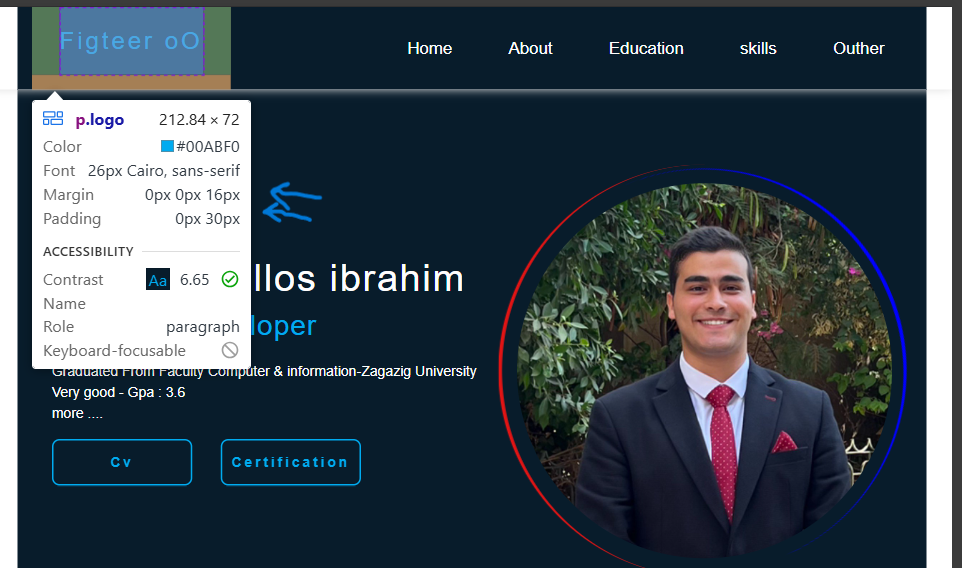 Figteer oO
Home About Education skills Outher
p.logo 212.84 × 72
Color #00ABF0
Font 26px Cairo, sans-serif
Margin 0px 0px 16px
Padding 0px 30px
ACCESSIBILITY
Contrast Aa 6.65
Name
Role paragraph
Keyboard-focusable
llos ibrahim
loper
Graduated From Faculty Computer & information-Zagazig University
Very good - Gpa : 3.6
more ....
Cv Certification